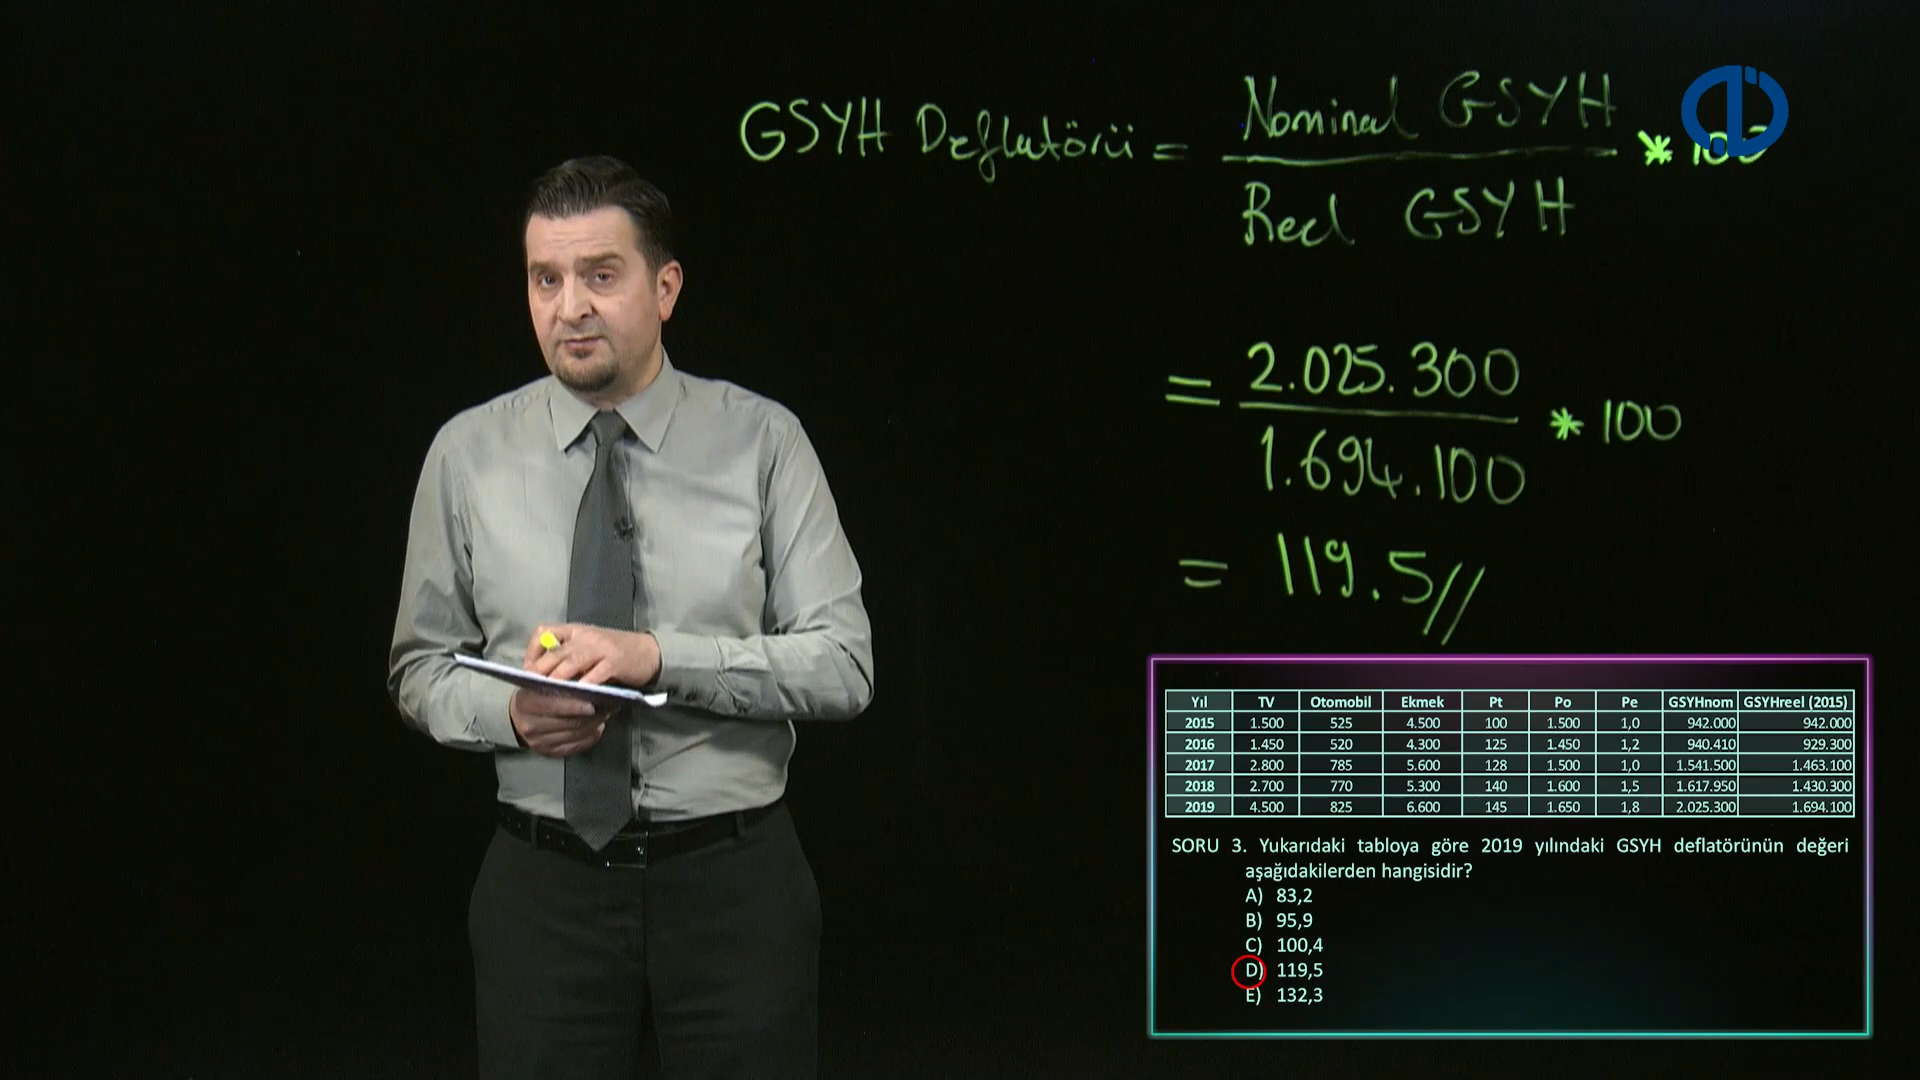 GSYH Deflatörü = Nominal GSYH / Reel GSYH * 100
= 2.025.300 / 1.694.100 * 100
= 119.5//
Yıl TV Otomobil Ekmek Pt Po Pe GSYHnom GSYHreel (2015)
2015 1.500 525 4.500 100 1.500 1,0 942.000 942.000
2016 1.450 520 4.300 125 1.450 1,2 940.410 929.300
2017 2.800 785 5.600 128 1.500 1,0 1.541.500 1.463.100
2018 2.700 770 5.300 140 1.600 1,5 1.617.950 1.430.300
2019 4.500 825 6.600 145 1.650 1,8 2.025.300 1.694.100
SORU 3. Yukarıdaki tabloya göre 2019 yılındaki GSYH deflatörünün değeri
aşağıdakilerden hangisidir?
A) 83,2
B) 95,9
C) 100,4
D) 119,5
E) 132,3